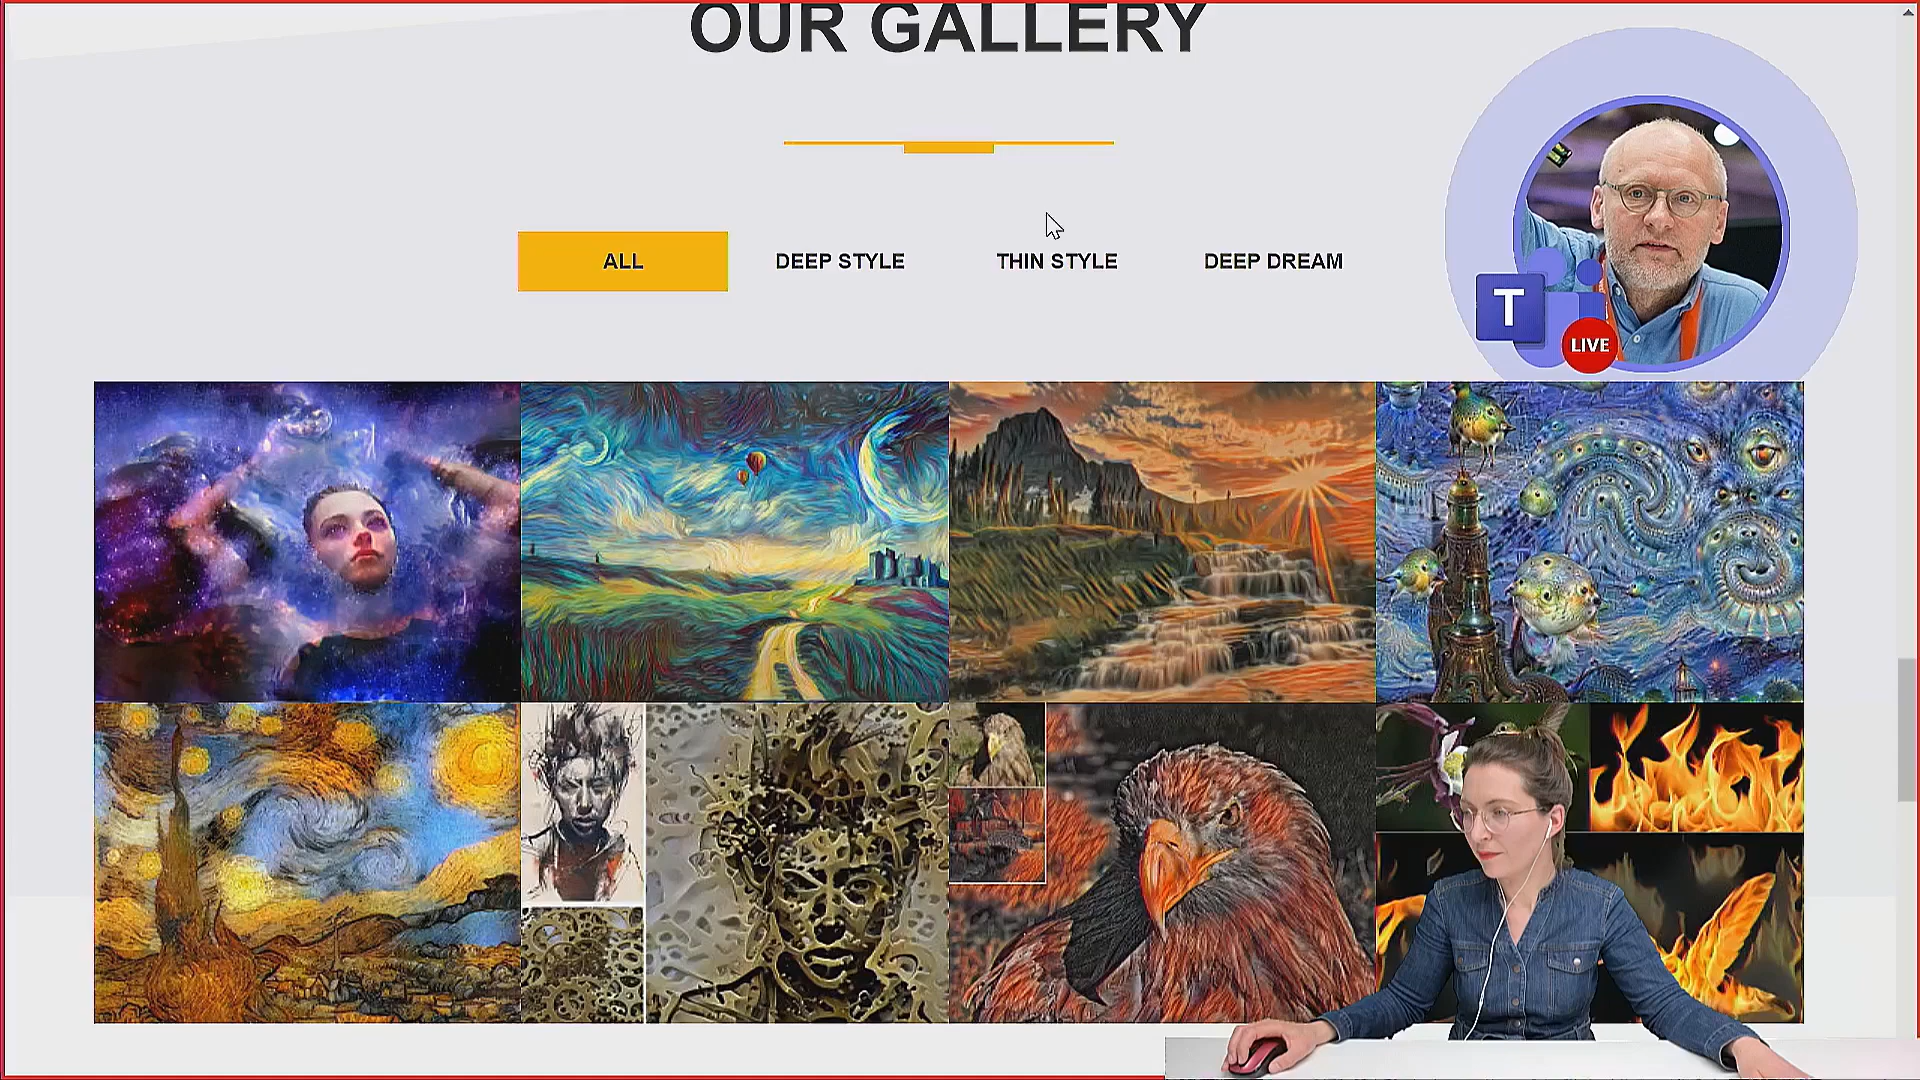 OUR GALLERY
ALL
DEEP STYLE
THIN STYLE
DEEP DREAM
T
LIVE